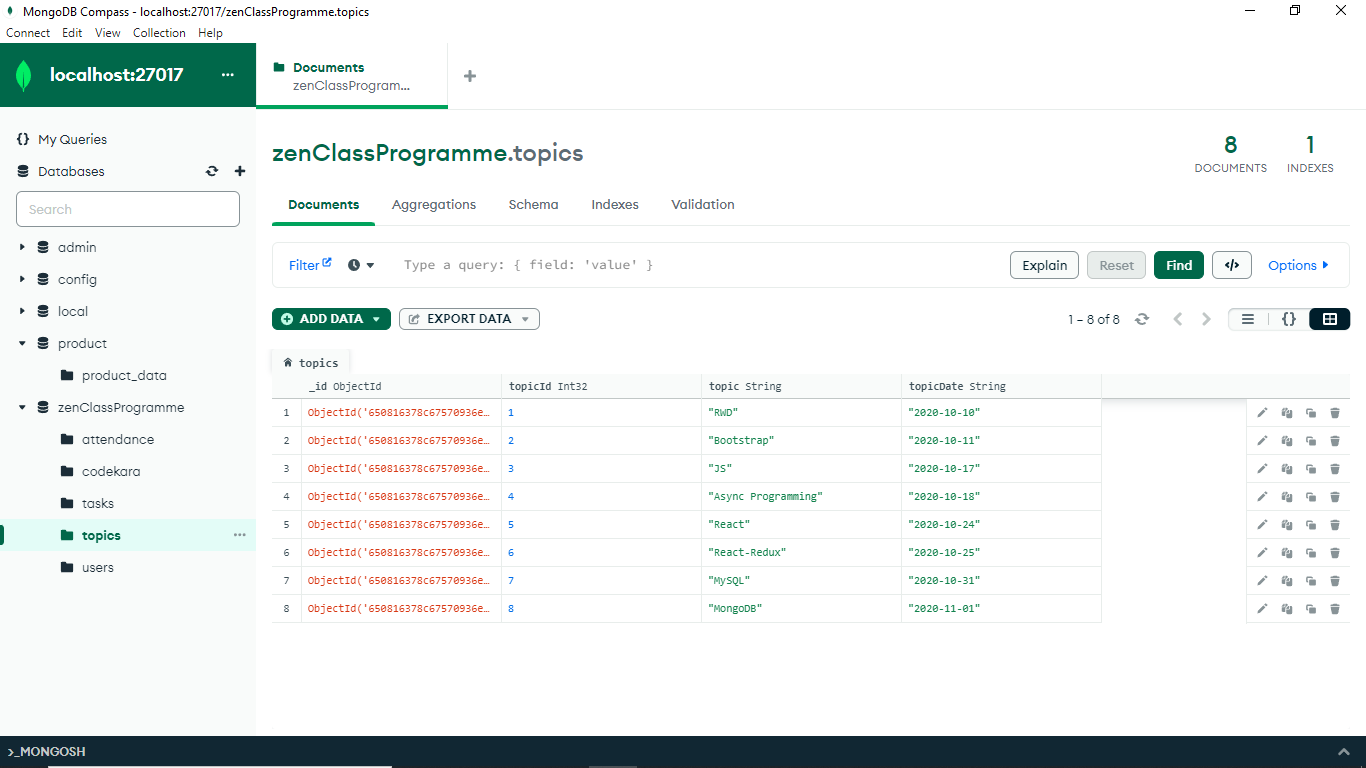 MongoDB Compass - localhost:27017/zenClassProgramme.topics
Connect Edit View Collection Help
localhost:27017 ...
Documents
zenClassProgram...
{} My Queries
Databases
Search
admin
config
local
product
product_data
zenClassProgramme
attendance
codekara
tasks
topics ...
users
zenClassProgramme.topics
8 DOCUMENTS
1 INDEXES
Documents Aggregations Schema Indexes Validation
Filter Type a query: { field: 'value' } Explain Reset Find </> Options
ADD DATA EXPORT DATA 1 – 8 of 8 {}
topics
_id ObjectId topicId Int32 topic String topicDate String
1 ObjectId('650816378c67570936e… 1 "RWD" "2020-10-10"
2 ObjectId('650816378c67570936e… 2 "Bootstrap" "2020-10-11"
3 ObjectId('650816378c67570936e… 3 "JS" "2020-10-17"
4 ObjectId('650816378c67570936e… 4 "Async Programming" "2020-10-18"
5 ObjectId('650816378c67570936e… 5 "React" "2020-10-24"
6 ObjectId('650816378c67570936e… 6 "React-Redux" "2020-10-25"
7 ObjectId('650816378c67570936e… 7 "MySQL" "2020-10-31"
8 ObjectId('650816378c67570936e… 8 "MongoDB" "2020-11-01"
>_MONGOSH